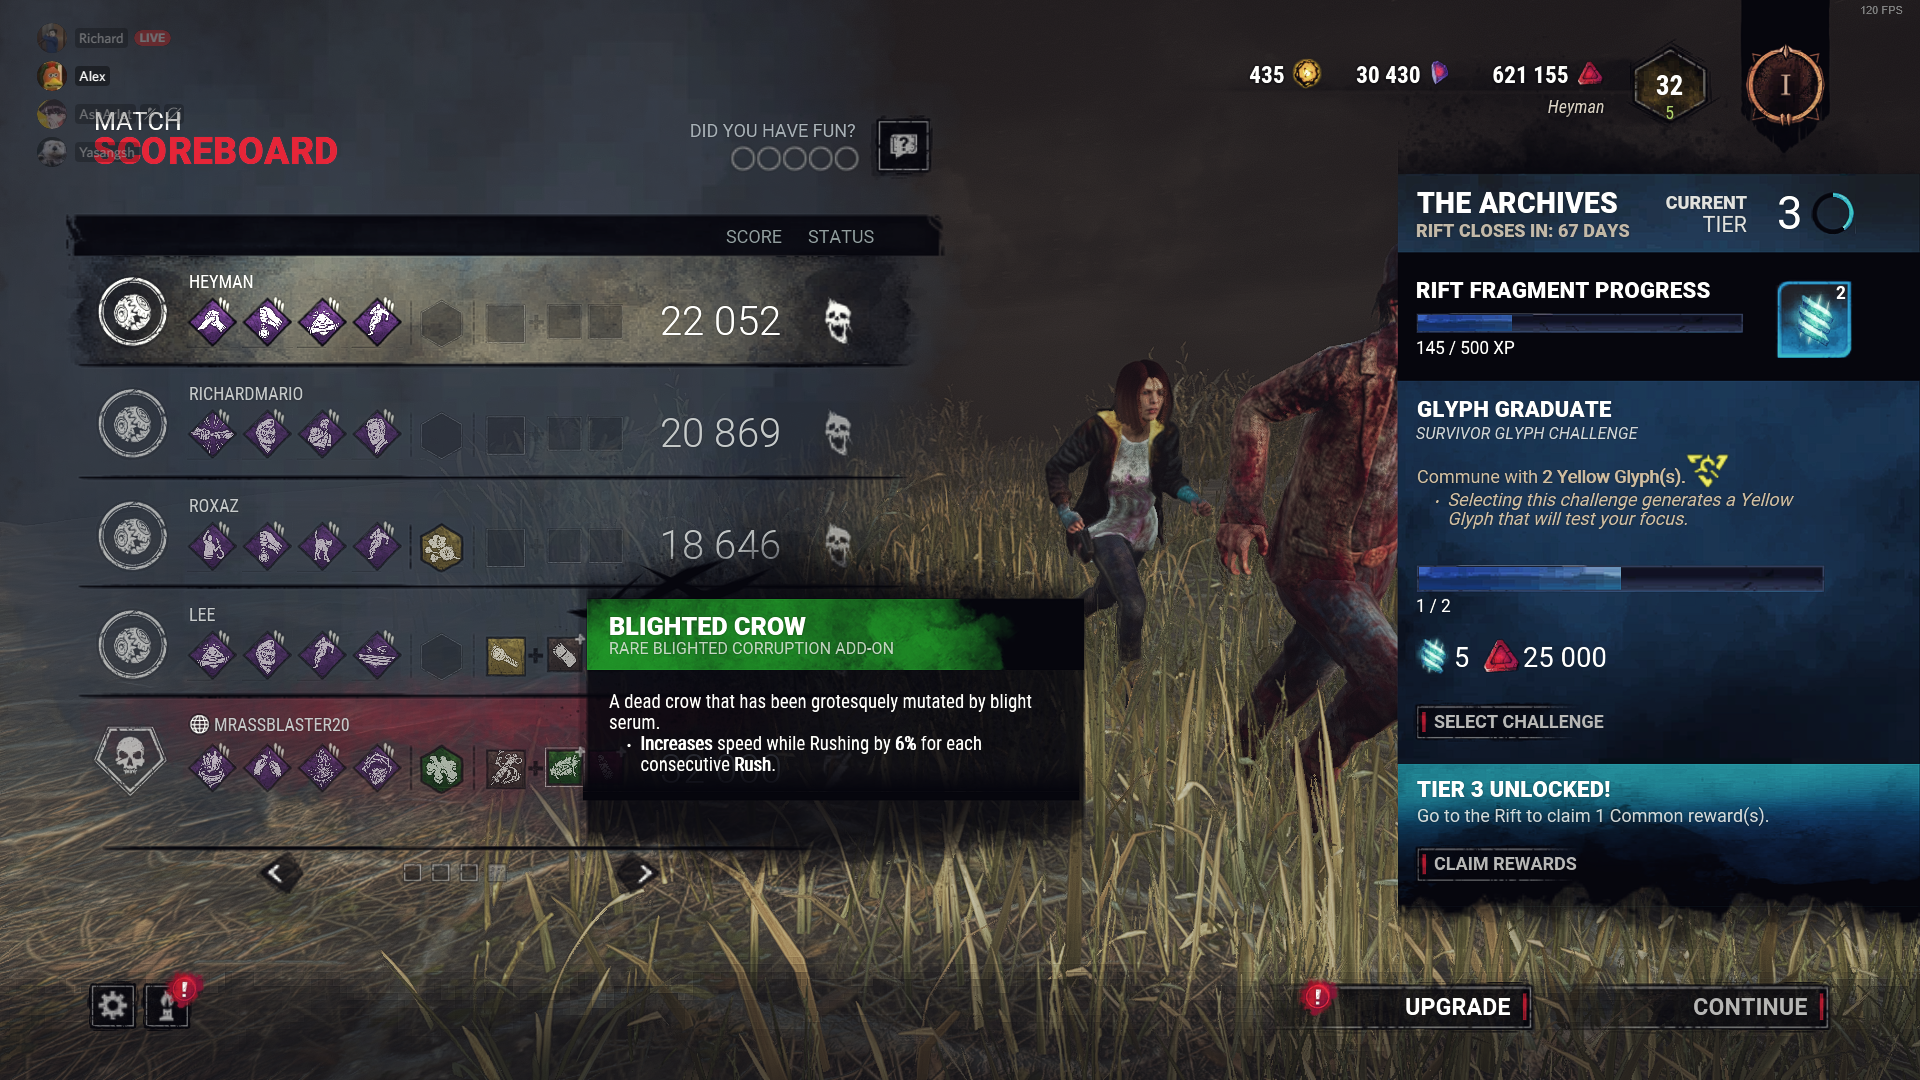 120 FPS
Richard LIVE
Alex
Yasangsh
MATCH
SCOREBOARD
DID YOU HAVE FUN?
435
30 430
621 155
Heyman
32
5
I
SCORE STATUS
HEYMAN
22 052
RICHARDMARIO
20 869
ROXAZ
18 646
LEE
MRASSBLASTER20
BLIGHTED CROW
RARE BLIGHTED CORRUPTION ADD-ON
A dead crow that has been grotesquely mutated by blight
serum.
· Increases speed while Rushing by 6% for each
consecutive Rush.
THE ARCHIVES
RIFT CLOSES IN: 67 DAYS
CURRENT
TIER
3
RIFT FRAGMENT PROGRESS
2
145 / 500 XP
GLYPH GRADUATE
SURVIVOR GLYPH CHALLENGE
Commune with 2 Yellow Glyph(s).
· Selecting this challenge generates a Yellow
Glyph that will test your focus.
1 / 2
5 25 000
SELECT CHALLENGE
TIER 3 UNLOCKED!
Go to the Rift to claim 1 Common reward(s).
CLAIM REWARDS
UPGRADE
CONTINUE